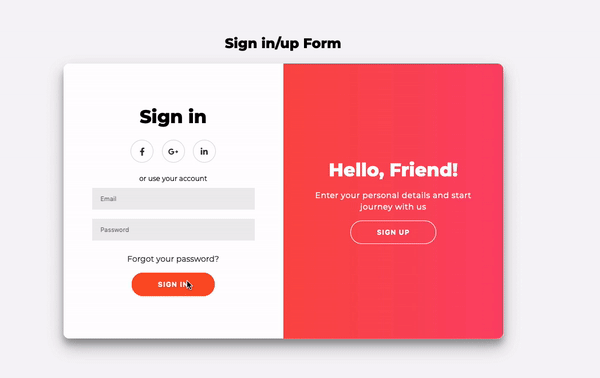 Sign in/up Form
Sign in
f G+ in
or use your account
Email
Password
Forgot your password?
SIGN IN
Hello, Friend!
Enter your personal details and start
journey with us
SIGN UP